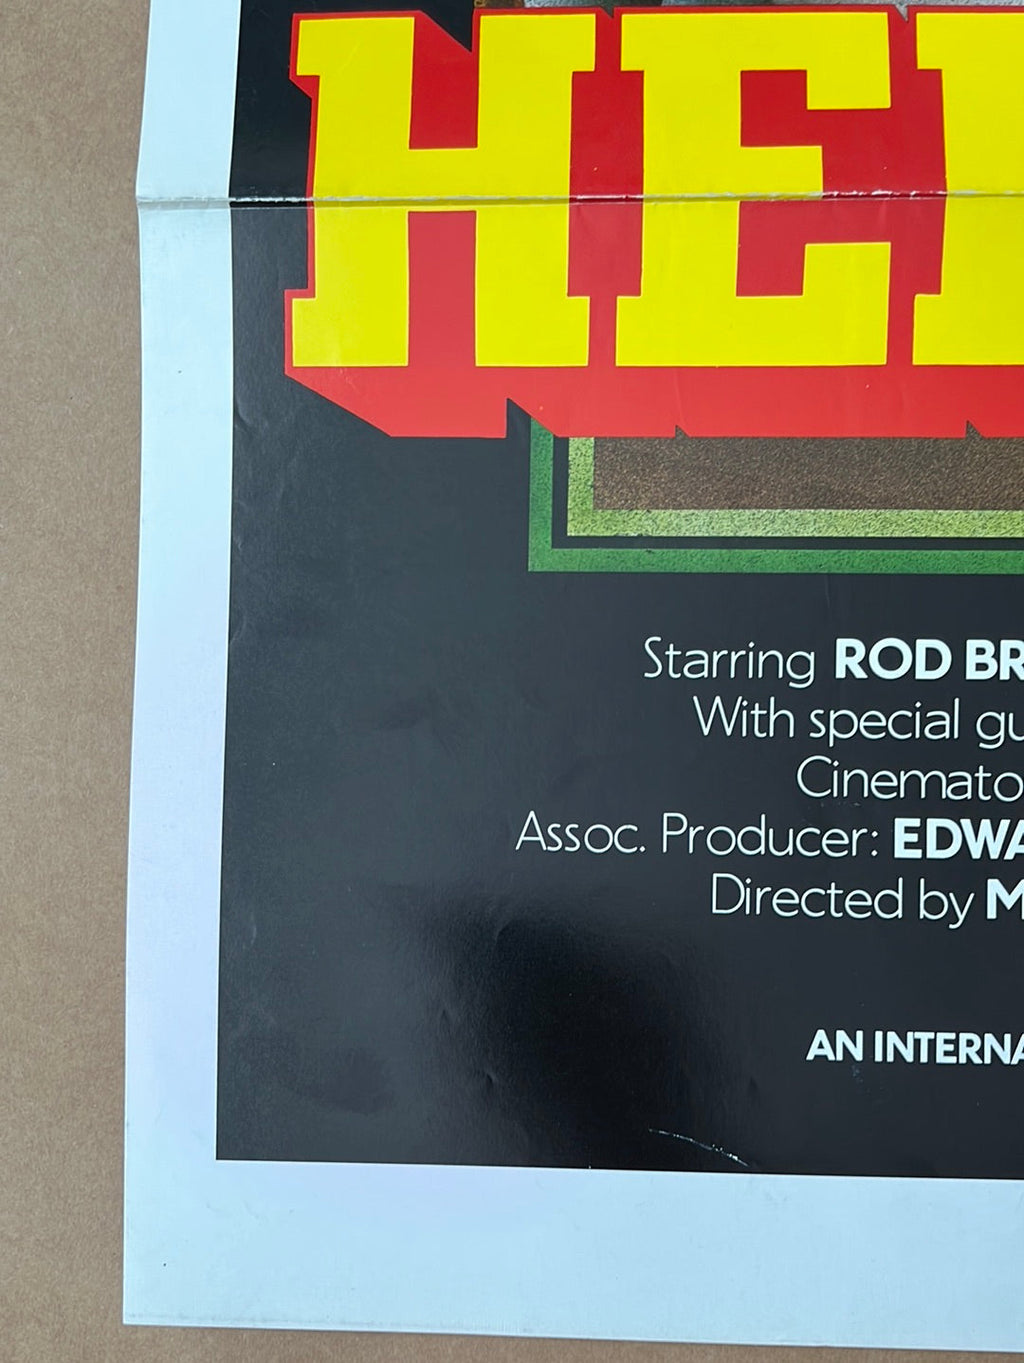 HE
Starring ROD BR
With special gu
Cinemato
Assoc. Producer: EDWA
Directed by M
AN INTERNA